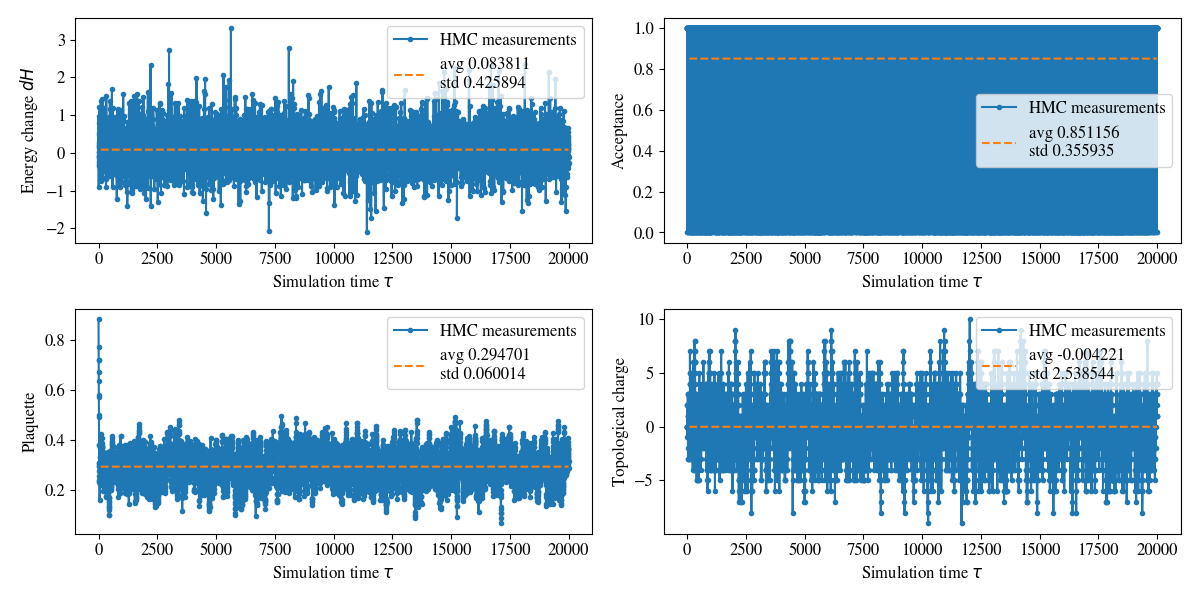 3
2
1
0
−1
−2
Energy change dH
HMC measurements
avg 0.083811
std 0.425894
0
2500
5000
7500
10000
12500
15000
17500
20000
Simulation time τ
1.0
0.8
0.6
0.4
0.2
0.0
Acceptance
HMC measurements
avg 0.851156
std 0.355935
0
2500
5000
7500
10000
12500
15000
17500
20000
Simulation time τ
0.8
0.6
0.4
0.2
Plaquette
HMC measurements
avg 0.294701
std 0.060014
0
2500
5000
7500
10000
12500
15000
17500
20000
Simulation time τ
10
5
0
−5
Topological charge
HMC measurements
avg -0.004221
std 2.538544
0
2500
5000
7500
10000
12500
15000
17500
20000
Simulation time τ